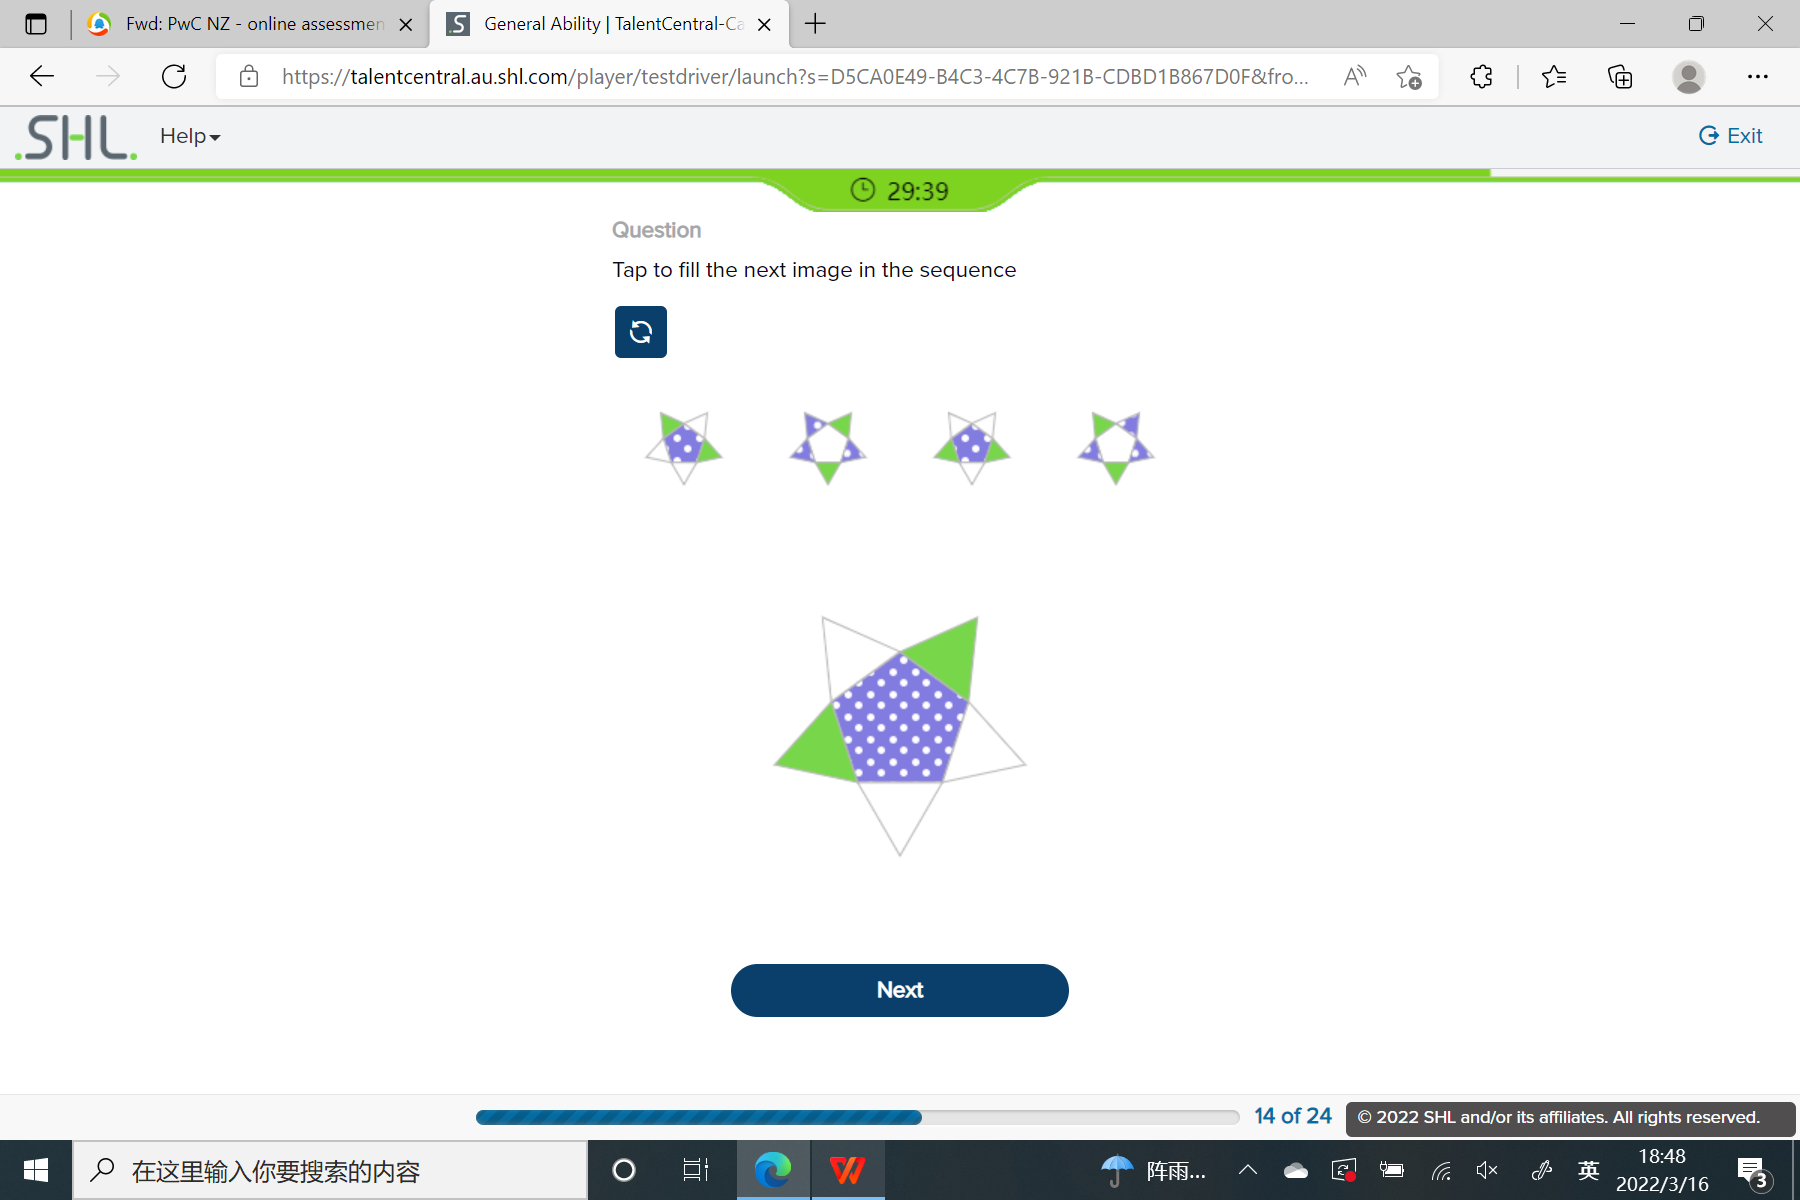 Fwd: PwC NZ - online assessmen
General Ability | TalentCentral-Ca
https://talentcentral.au.shl.com/player/testdriver/launch?s=D5CA0E49-B4C3-4C7B-921B-CDBD1B867D0F&fro...
.SHL.
Help
Exit
29:39
Question
Tap to fill the next image in the sequence
Next
14 of 24
© 2022 SHL and/or its affiliates. All rights reserved.
在这里输入你要搜索的内容
阵雨...
英
18:48
2022/3/16
3